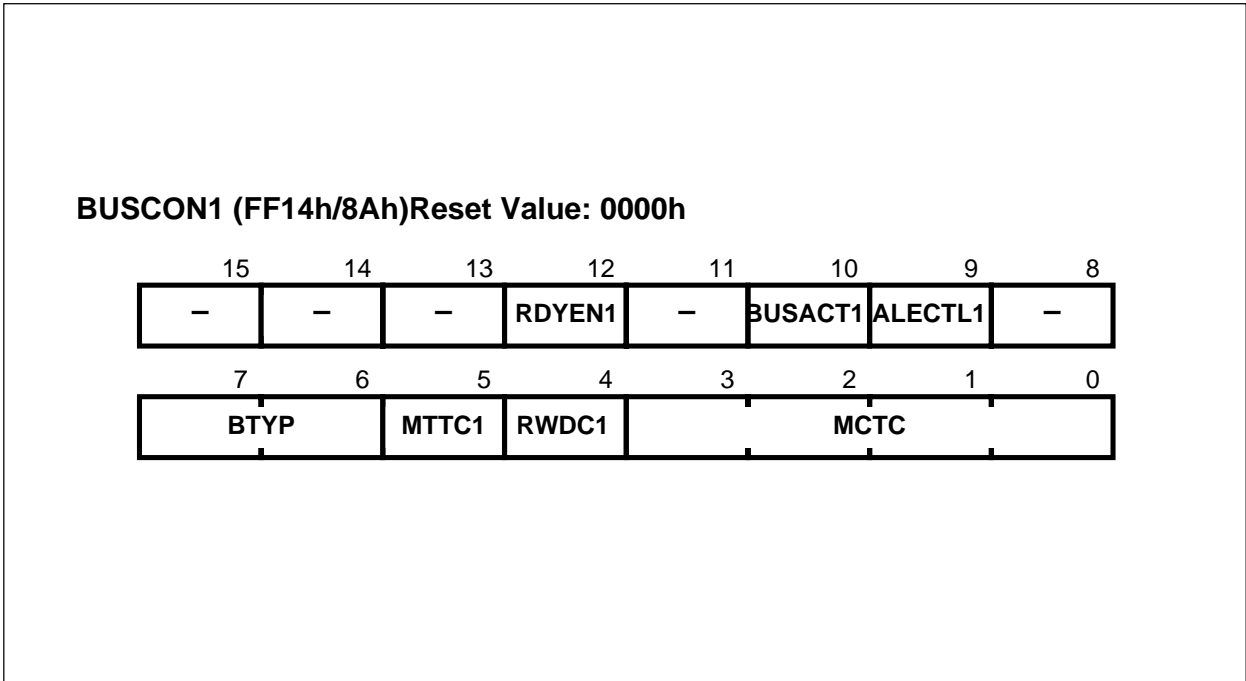 BUSCON1 (FF14h/8Ah)Reset Value: 0000h
15 14 13 12 11 10 9 8
– – – RDYEN1 – BUSACT1 ALECTL1 –
7 6 5 4 3 2 1 0
BTYP MTTC1 RWDC1 MCTC